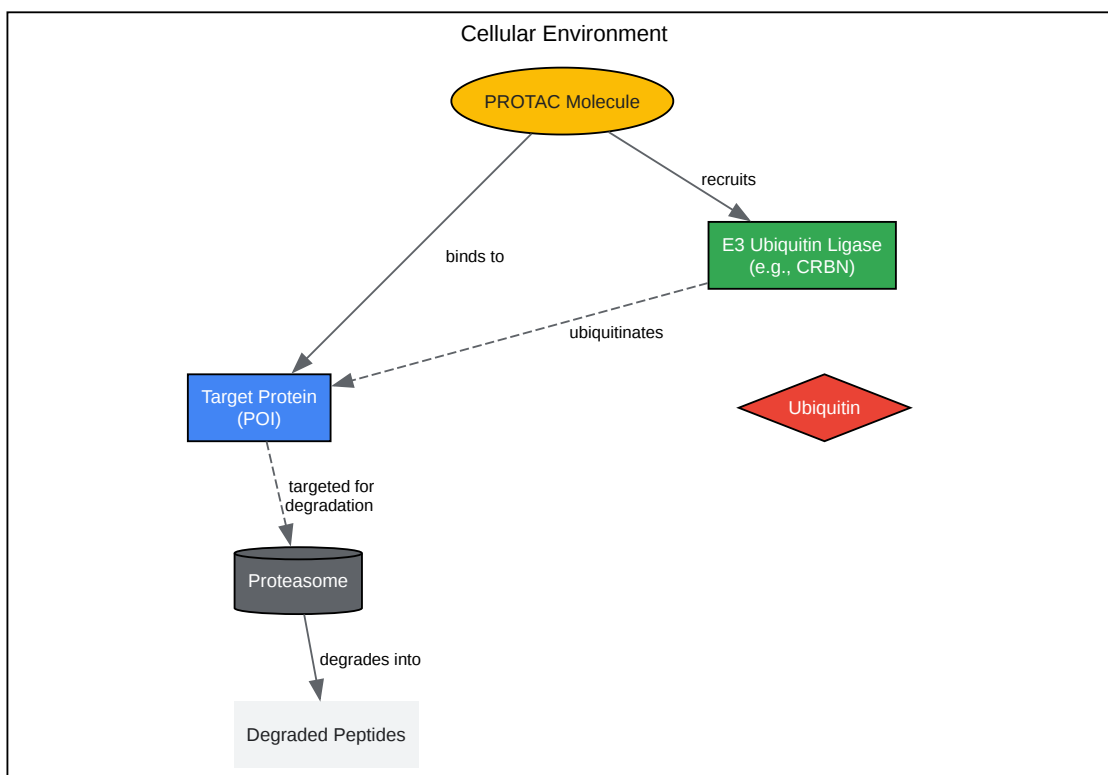 Cellular Environment
PROTAC Molecule
recruits
E3 Ubiquitin Ligase
(e.g., CRBN)
binds to
ubiquitinates
Target Protein
(POI)
Ubiquitin
targeted for
degradation
Proteasome
degrades into
Degraded Peptides